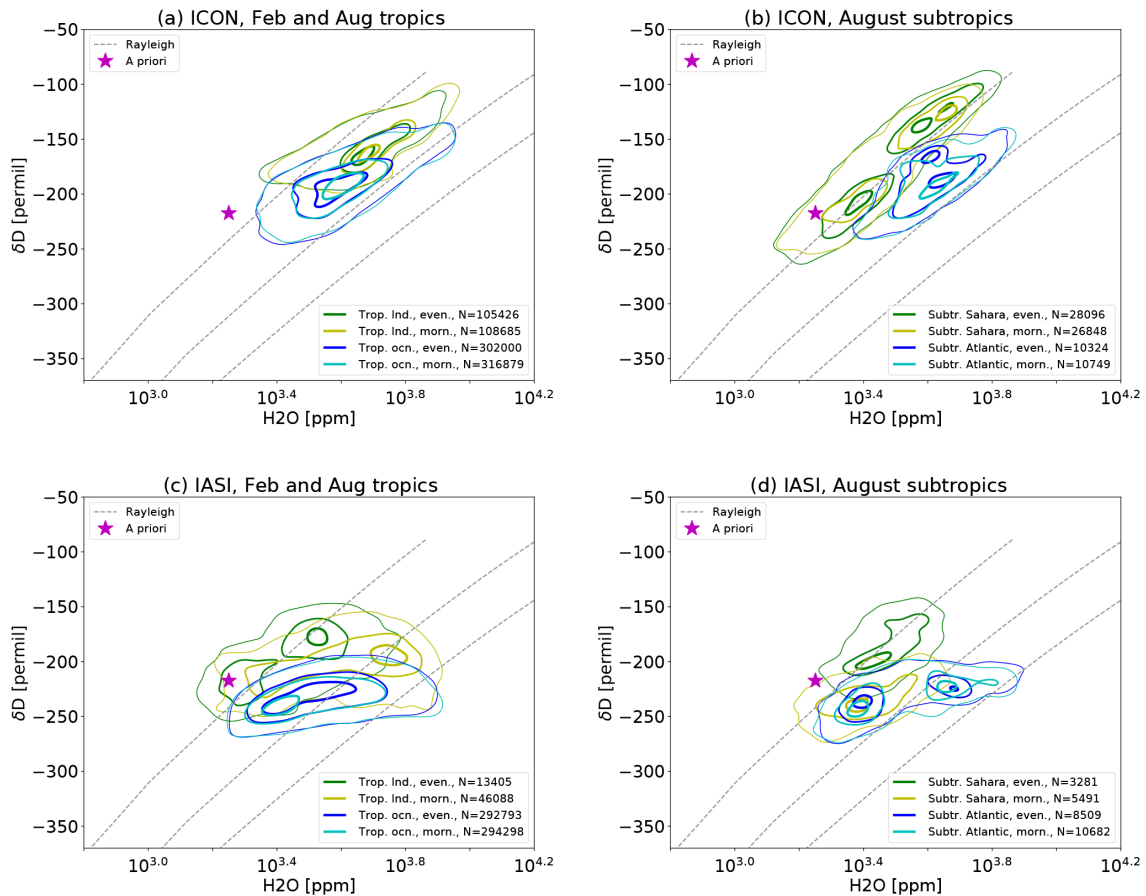 (a) ICON, Feb and Aug tropics
−50
−100
−150
−200
−250
−300
−350
δD [permil]
Rayleigh
A priori
Trop. lnd., even., N=105426
Trop. lnd., morn., N=108685
Trop. ocn., even., N=302000
Trop. ocn., morn., N=316879
10^3.0
10^3.4
10^3.8
10^4.2
H2O [ppm]
(b) ICON, August subtropics
−50
−100
−150
−200
−250
−300
−350
δD [permil]
Rayleigh
A priori
Subtr. Sahara, even., N=28096
Subtr. Sahara, morn., N=26848
Subtr. Atlantic, even., N=10324
Subtr. Atlantic, morn., N=10749
10^3.0
10^3.4
10^3.8
10^4.2
H2O [ppm]
(c) IASI, Feb and Aug tropics
−50
−100
−150
−200
−250
−300
−350
δD [permil]
Rayleigh
A priori
Trop. lnd., even., N=13405
Trop. lnd., morn., N=46088
Trop. ocn., even., N=292793
Trop. ocn., morn., N=294298
10^3.0
10^3.4
10^3.8
10^4.2
H2O [ppm]
(d) IASI, August subtropics
−50
−100
−150
−200
−250
−300
−350
δD [permil]
Rayleigh
A priori
Subtr. Sahara, even., N=3281
Subtr. Sahara, morn., N=5491
Subtr. Atlantic, even., N=8509
Subtr. Atlantic, morn., N=10682
10^3.0
10^3.4
10^3.8
10^4.2
H2O [ppm]